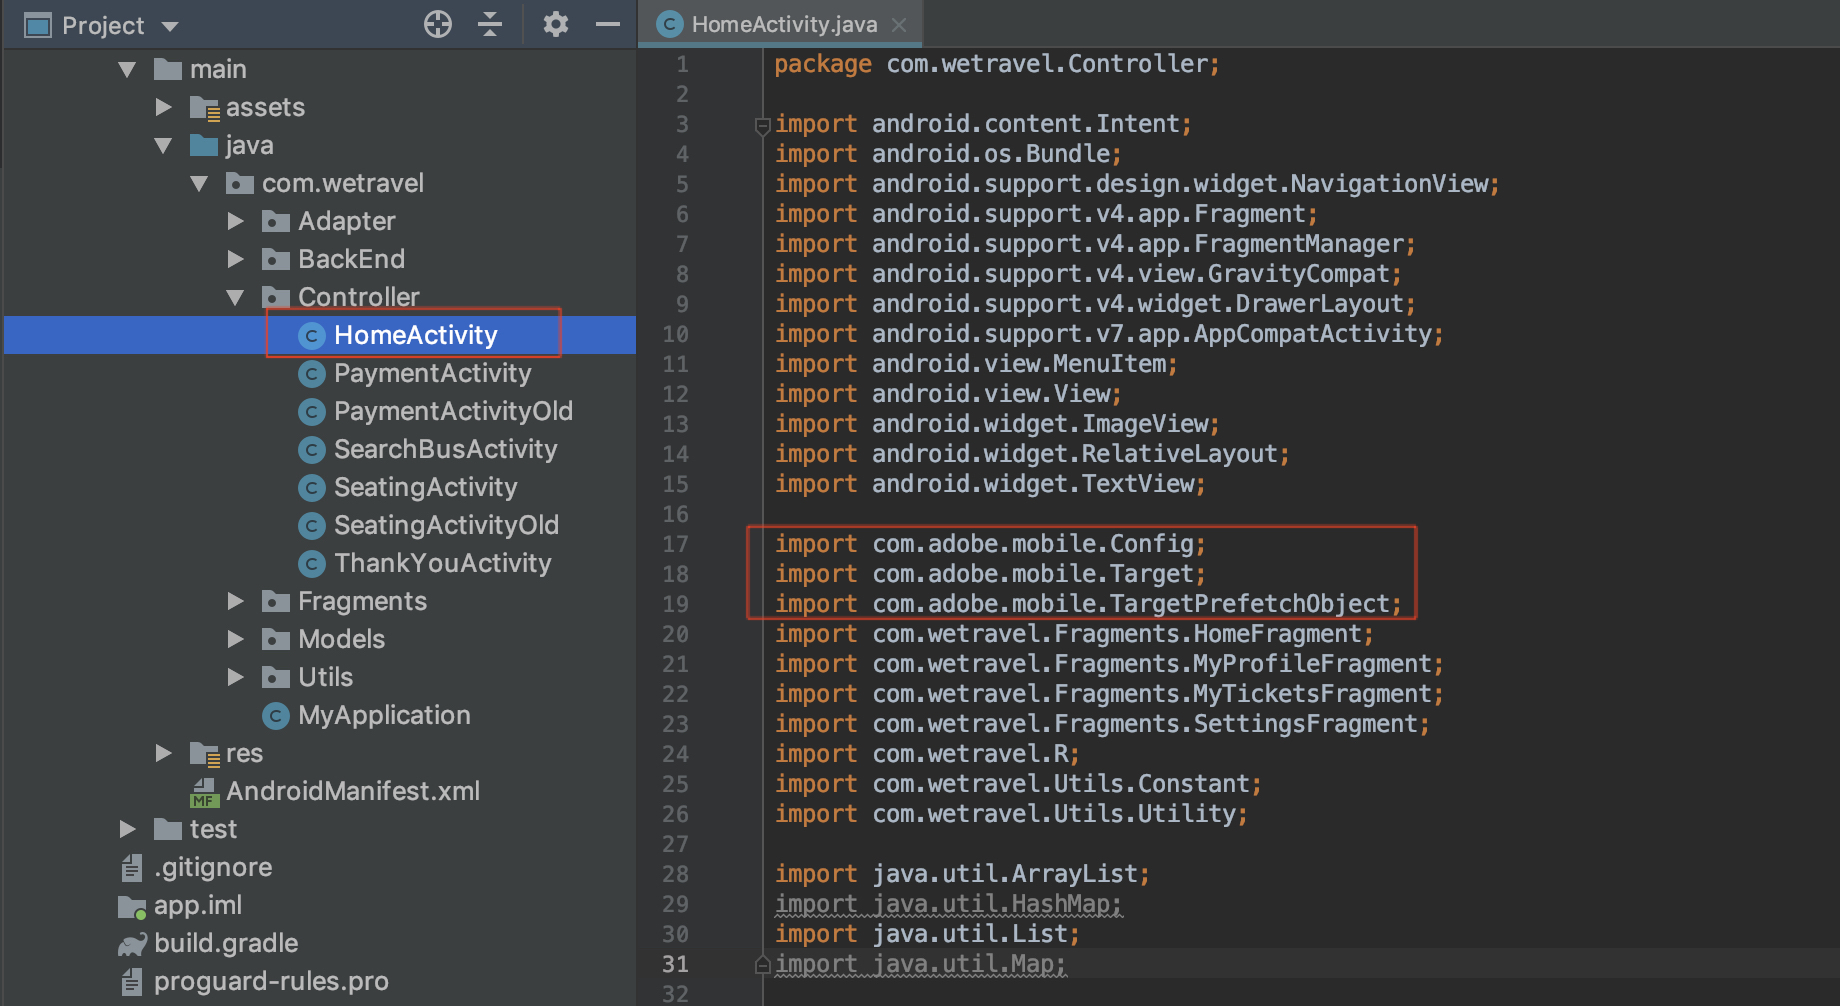 Project
main
assets
java
com.wetravel
Adapter
BackEnd
Controller
C HomeActivity
C PaymentActivity
C PaymentActivityOld
C SearchBusActivity
C SeatingActivity
C SeatingActivityOld
C ThankYouActivity
Fragments
Models
Utils
C MyApplication
res
MF AndroidManifest.xml
test
.gitignore
app.iml
build.gradle
proguard-rules.pro
C HomeActivity.java
1 package com.wetravel.Controller;
2
3 import android.content.Intent;
4 import android.os.Bundle;
5 import android.support.design.widget.NavigationView;
6 import android.support.v4.app.Fragment;
7 import android.support.v4.app.FragmentManager;
8 import android.support.v4.view.GravityCompat;
9 import android.support.v4.widget.DrawerLayout;
10 import android.support.v7.app.AppCompatActivity;
11 import android.view.MenuItem;
12 import android.view.View;
13 import android.widget.ImageView;
14 import android.widget.RelativeLayout;
15 import android.widget.TextView;
16
17 import com.adobe.mobile.Config;
18 import com.adobe.mobile.Target;
19 import com.adobe.mobile.TargetPrefetchObject;
20 import com.wetravel.Fragments.HomeFragment;
21 import com.wetravel.Fragments.MyProfileFragment;
22 import com.wetravel.Fragments.MyTicketsFragment;
23 import com.wetravel.Fragments.SettingsFragment;
24 import com.wetravel.R;
25 import com.wetravel.Utils.Constant;
26 import com.wetravel.Utils.Utility;
27
28 import java.util.ArrayList;
29 import java.util.HashMap;
30 import java.util.List;
31 import java.util.Map;
32